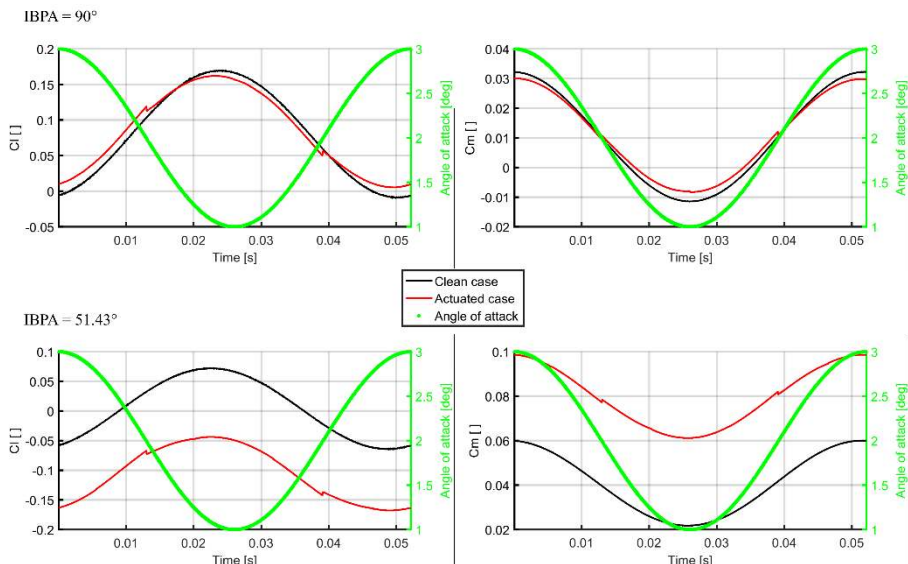 IBPA = 90°
0.2
0.15
0.1
0.05
0
-0.05
Cl [ ]
0.01 0.02 0.03 0.04 0.05
Time [s]
3
2.5
2
1.5
1
Angle of attack [deg]
0.04
0.03
0.02
0.01
0
-0.01
-0.02
Cm [ ]
0.01 0.02 0.03 0.04 0.05
Time [s]
3
2.5
2
1.5
1
Angle of attack [deg]
Clean case
Actuated case
Angle of attack
IBPA = 51.43°
0.1
0.05
0
-0.05
-0.1
-0.15
-0.2
Cl [ ]
0.01 0.02 0.03 0.04 0.05
Time [s]
3
2.5
2
1.5
1
Angle of attack [deg]
0.1
0.08
0.06
0.04
0.02
Cm [ ]
0.01 0.02 0.03 0.04 0.05
Time [s]
3
2.5
2
1.5
1
Angle of attack [deg]